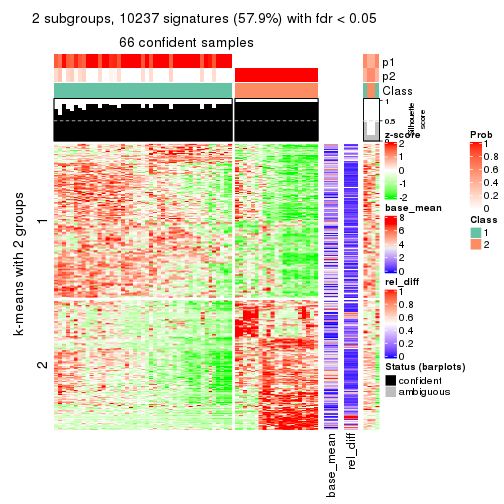 2 subgroups, 10237 signatures (57.9%) with fdr < 0.05
66 confident samples
p1
p2
Class
1
0.5
0
Silhouette
score
k-means with 2 groups
1
2
base_mean
rel_diff
z-score
2
1
0
-1
-2
base_mean
8
6
4
2
0
rel_diff
1
0.8
0.6
0.4
0.2
0
Status (barplots)
confident
ambiguous
Prob
1
0.8
0.6
0.4
0.2
0
Class
1
2